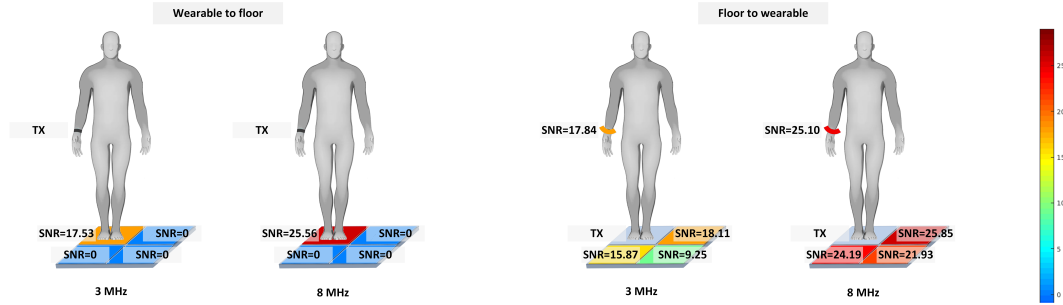 Wearable to floor
Floor to wearable
TX
TX
SNR=17.84
SNR=25.10
SNR=17.53
SNR=0
SNR=0
SNR=0
3 MHz
SNR=25.56
SNR=0
SNR=0
SNR=0
8 MHz
TX
SNR=18.11
SNR=15.87
SNR=9.25
3 MHz
TX
SNR=25.85
SNR=24.19
SNR=21.93
8 MHz
25
20
15
10
5
0